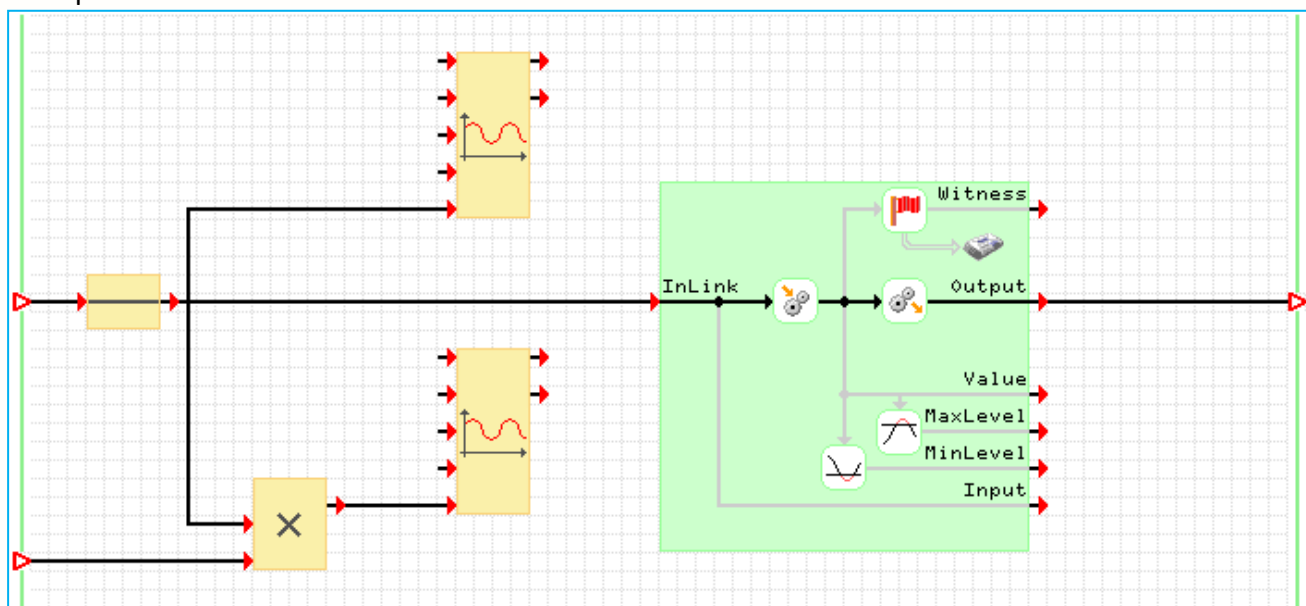 Witness
InLink
Output
Value
MaxLevel
MinLevel
Input
×